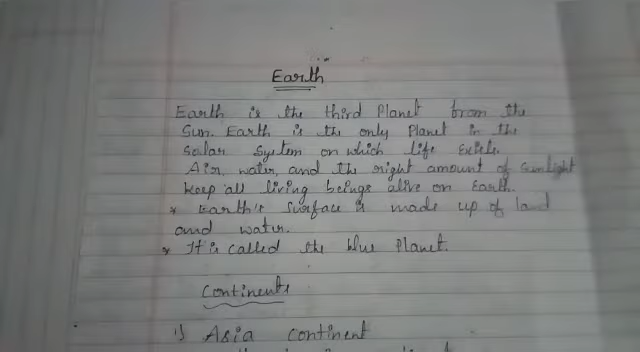 Earth
Earth is the third Planet from the
Sun. Earth is the only Planet in the
Solar System on which life Exists.
Air, water, and the right amount of Sunlight
keep all living beings alive on Earth.
* Earth's Surface is made up of land
and water.
* It is called the blue Planet.
Continents
1) Asia continent